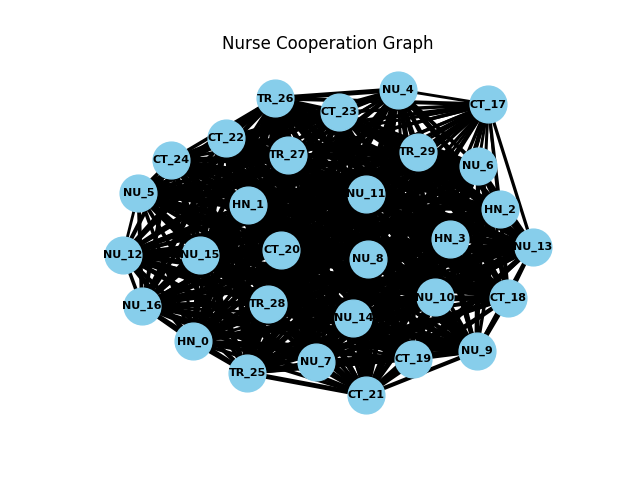 Nurse Cooperation Graph
NU_4
TR_26
CT_17
CT_23
CT_22
TR_29
TR_27
CT_24
NU_6
NU_5
NU_11
HN_1
HN_2
HN_3
NU_13
CT_20
NU_12
NU_15
NU_8
NU_10
CT_18
TR_28
NU_16
NU_14
HN_0
NU_9
CT_19
NU_7
TR_25
CT_21